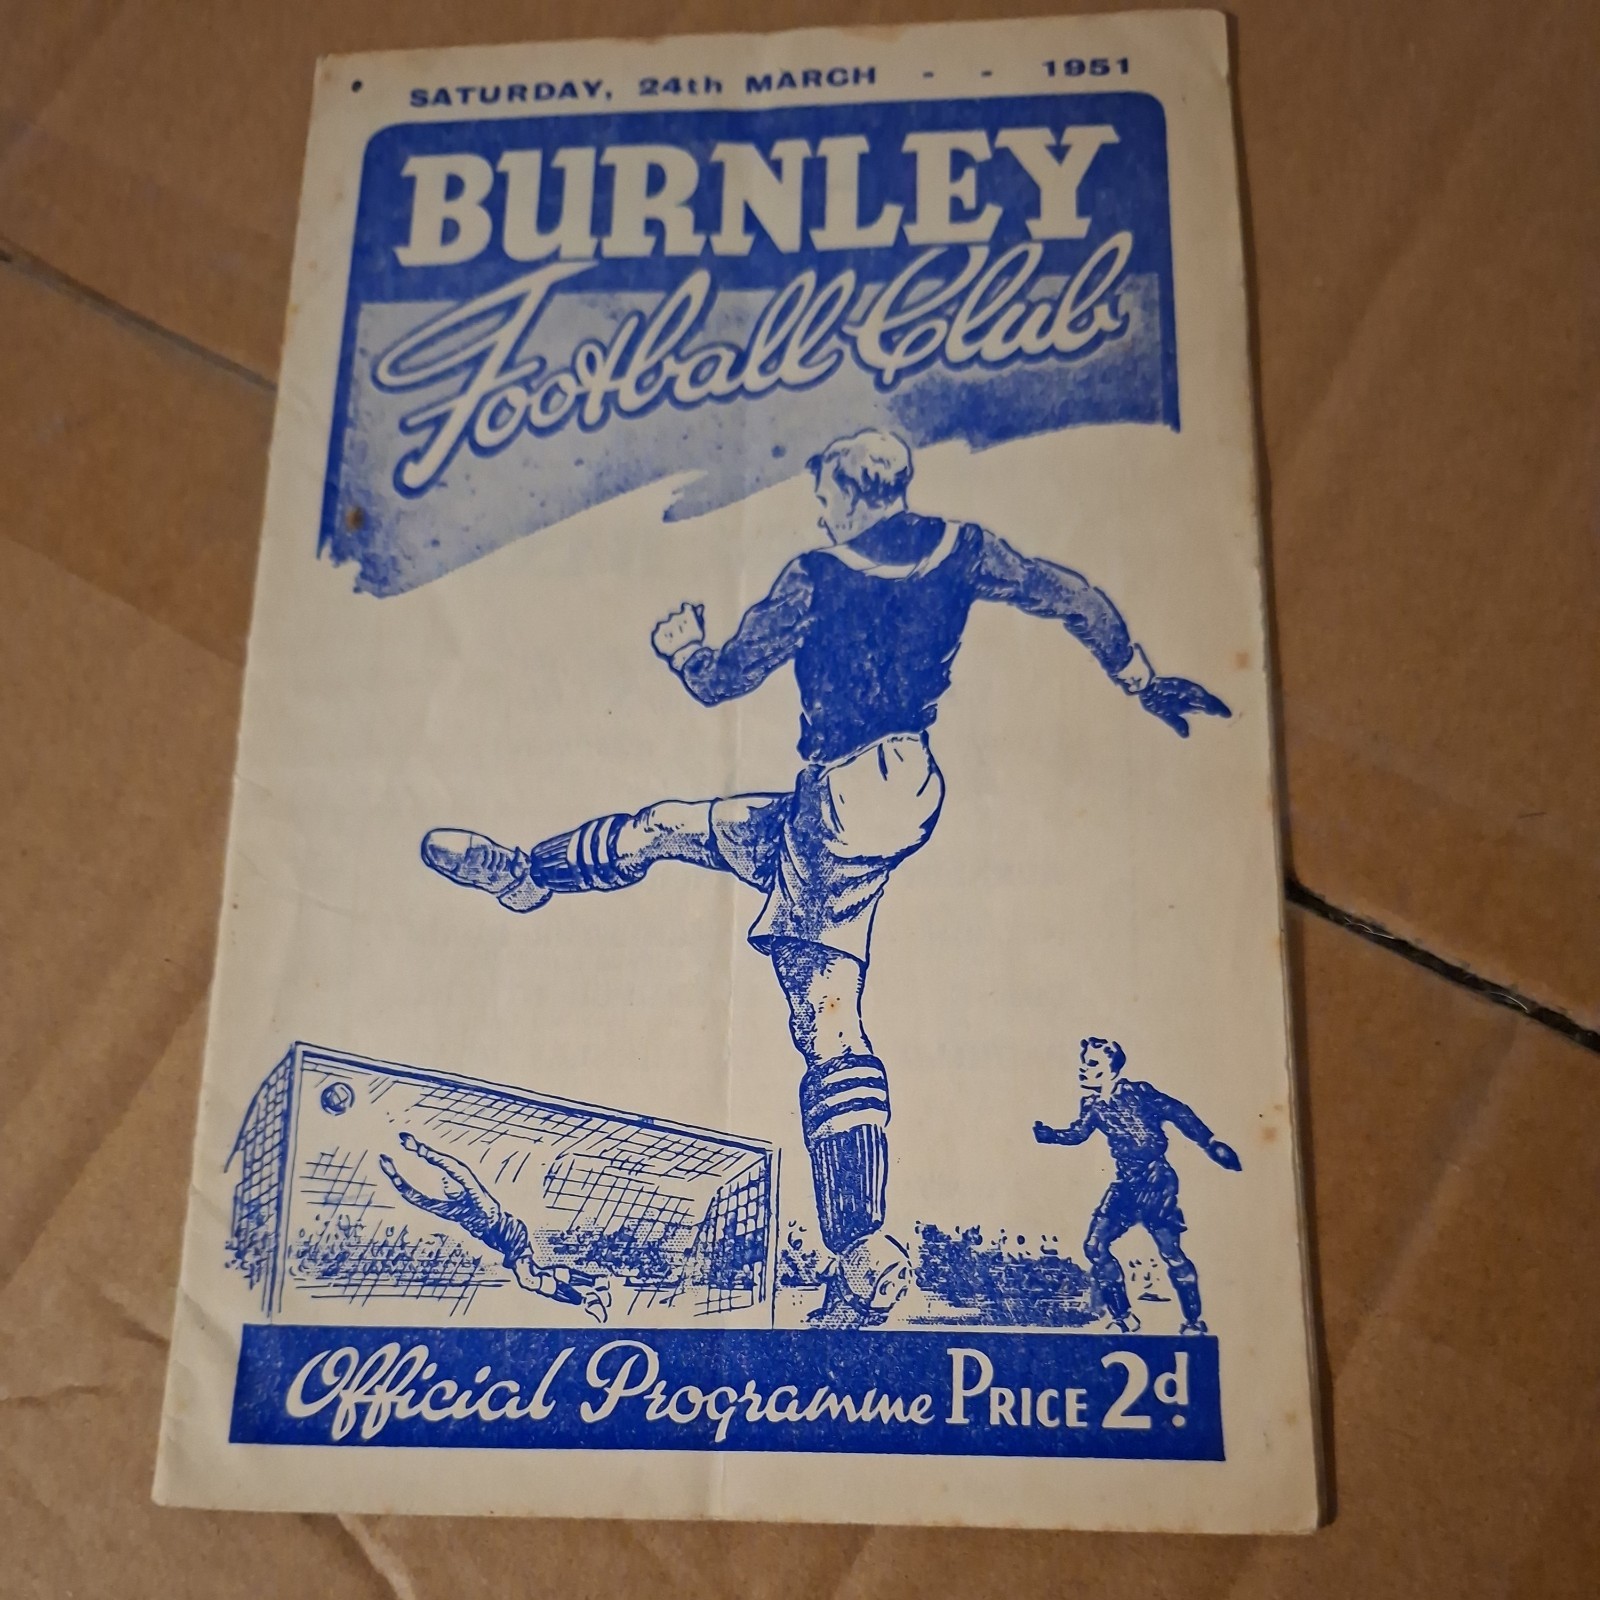 SATURDAY, 24th MARCH - - 1951
BURNLEY
Football Club
Official Programme PRICE 2d.